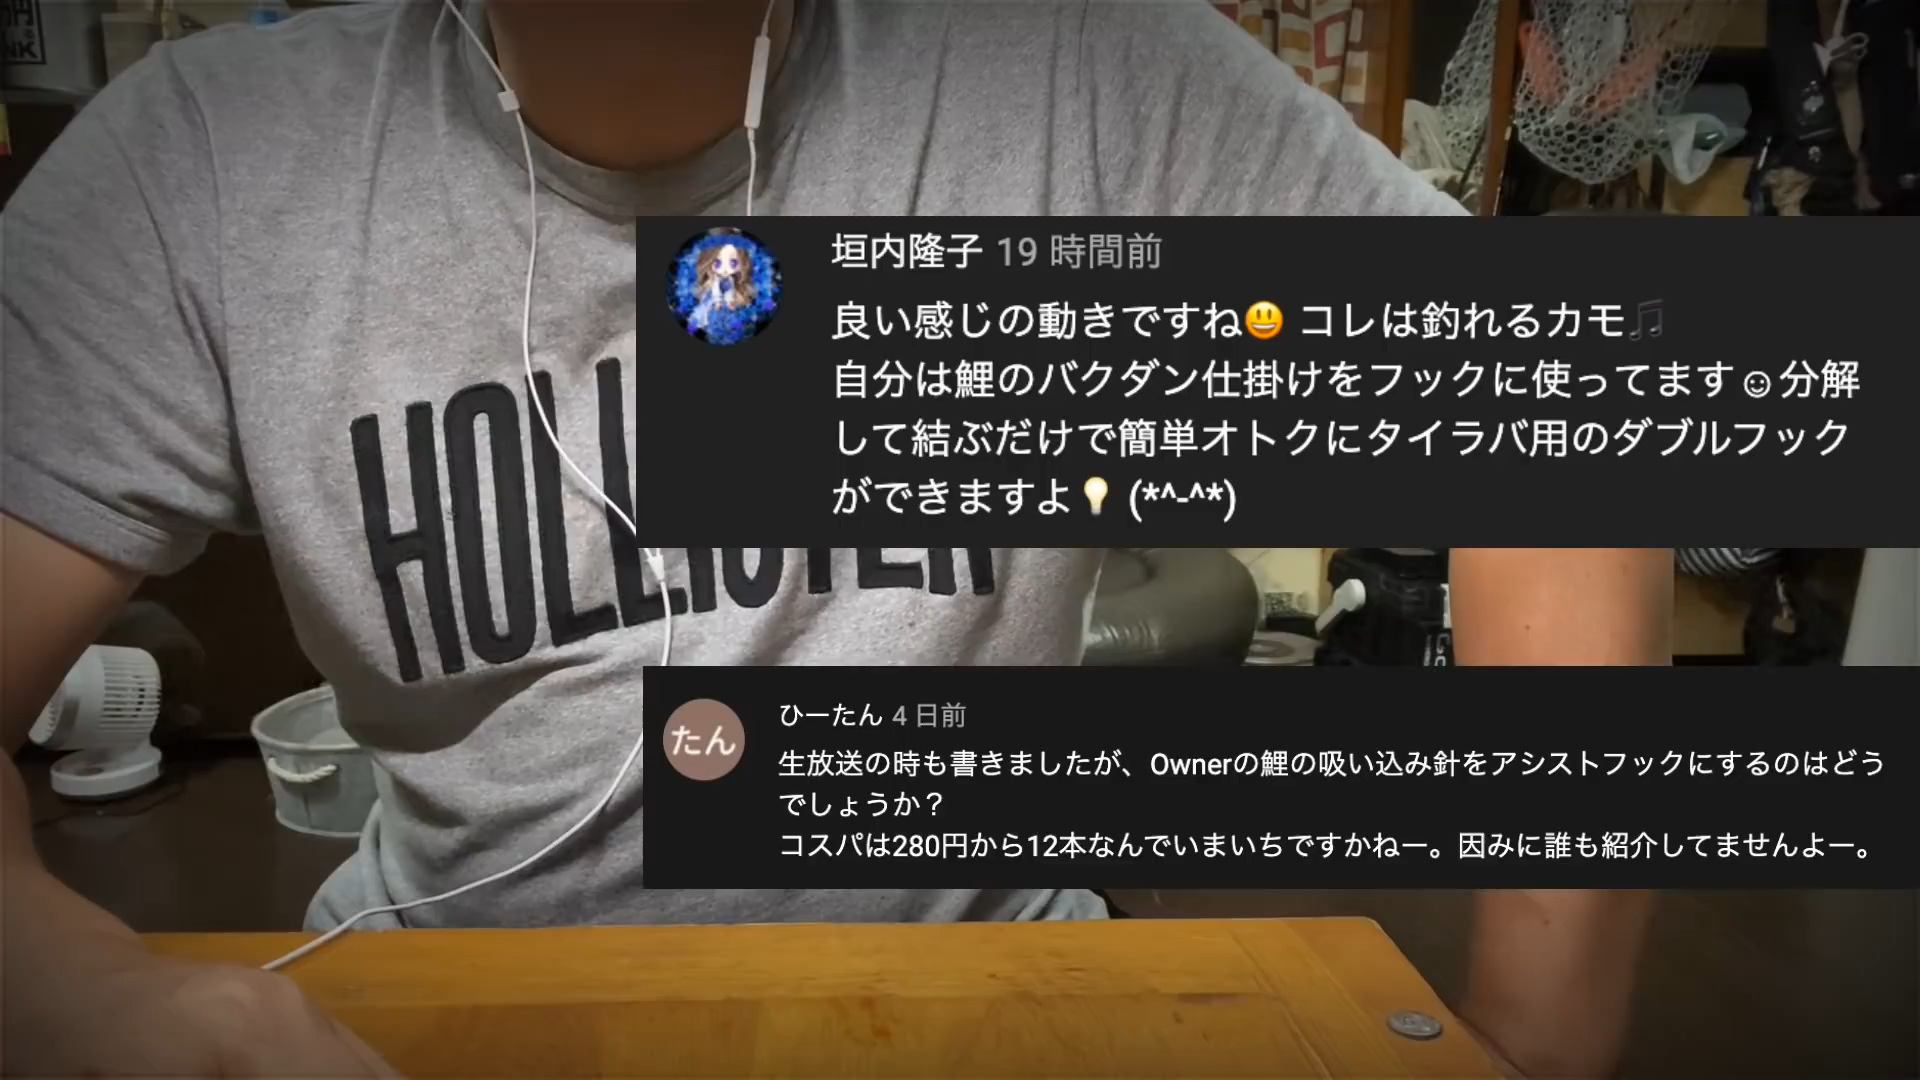 円
NK
HOLLISTER
垣内隆子 19 時間前
良い感じの動きですね😃 コレは釣れるカモ🎵
自分は鯉のバクダン仕掛けをフックに使ってます☺分解
して結ぶだけで簡単オトクにタイラバ用のダブルフック
ができますよ💡 (*^-^*)
たん
ひーたん 4 日前
生放送の時も書きましたが、Ownerの鯉の吸い込み針をアシストフックにするのはどう
でしょうか？
コスパは280円から12本なんでいまいちですかねー。因みに誰も紹介してませんよー。